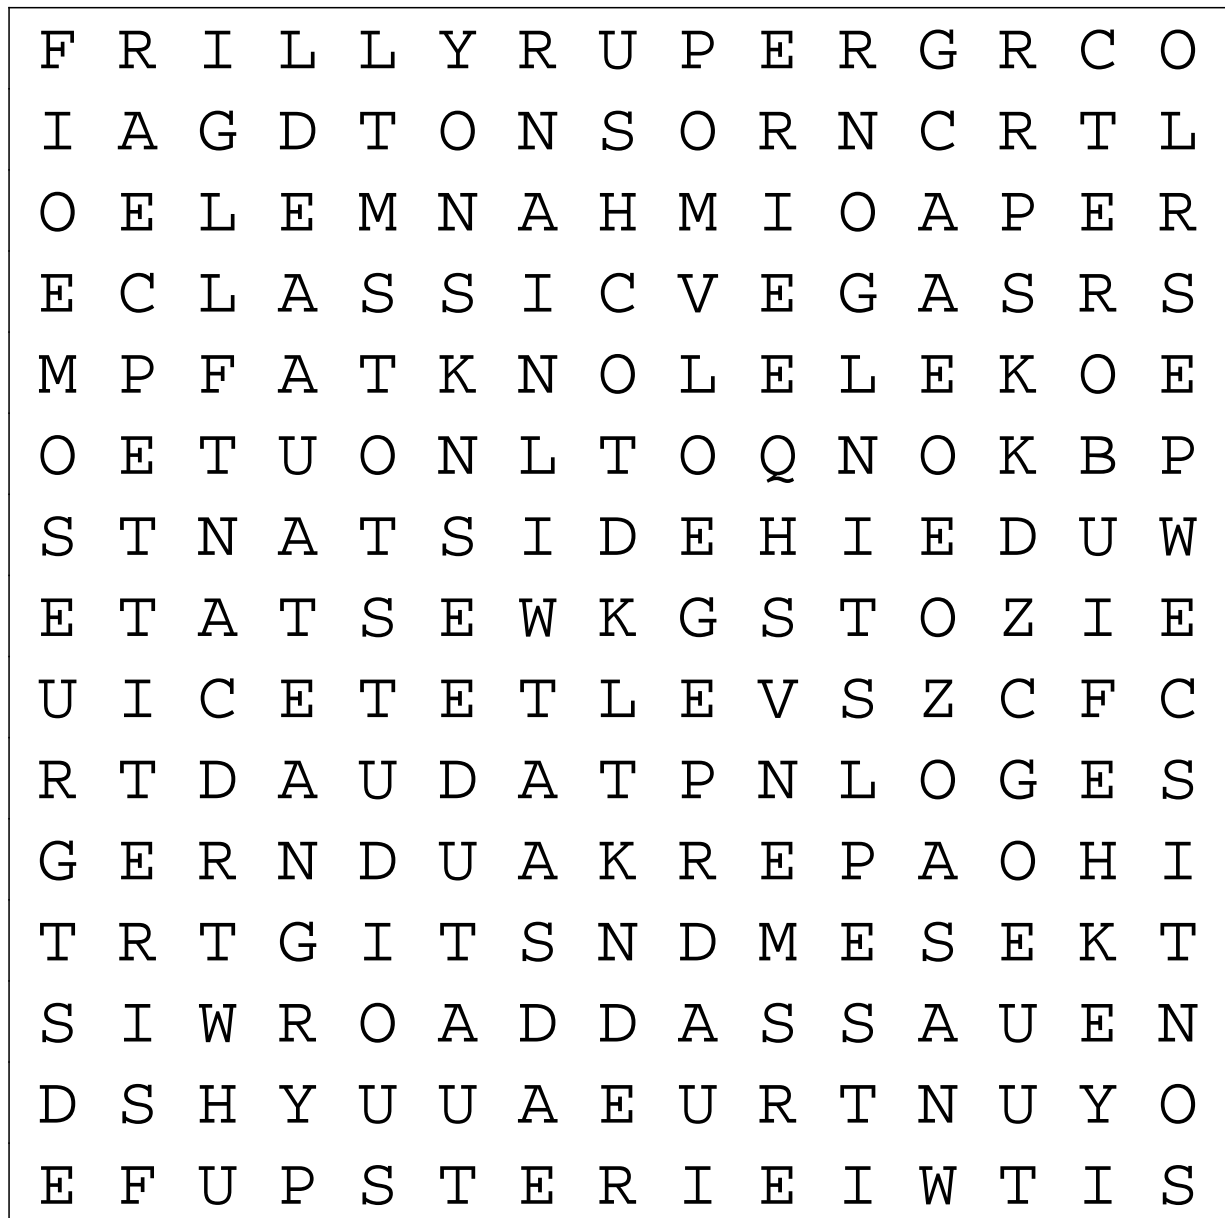 F R I L L Y R U P E R G R C O
I A G D T O N S O R N C R T L
O E L E M N A H M I O A P E R
E C L A S S I C V E G A S R S
M P F A T K N O L E L E K O E
O E T U O N L T O Q N O K B P
S T N A T S I D E H I E D U W
E T A T S E W K G S T O Z I E
U I C E T E T L E V S Z C F C
R T D A U D A T P N L O G E S
G E R N D U A K R E P A O H I
T R T G I T S N D M E S E K T
S I W R O A D D A S S A U E N
D S H Y U U A E U R T N U Y O
E F U P S T E R I E I W T I S